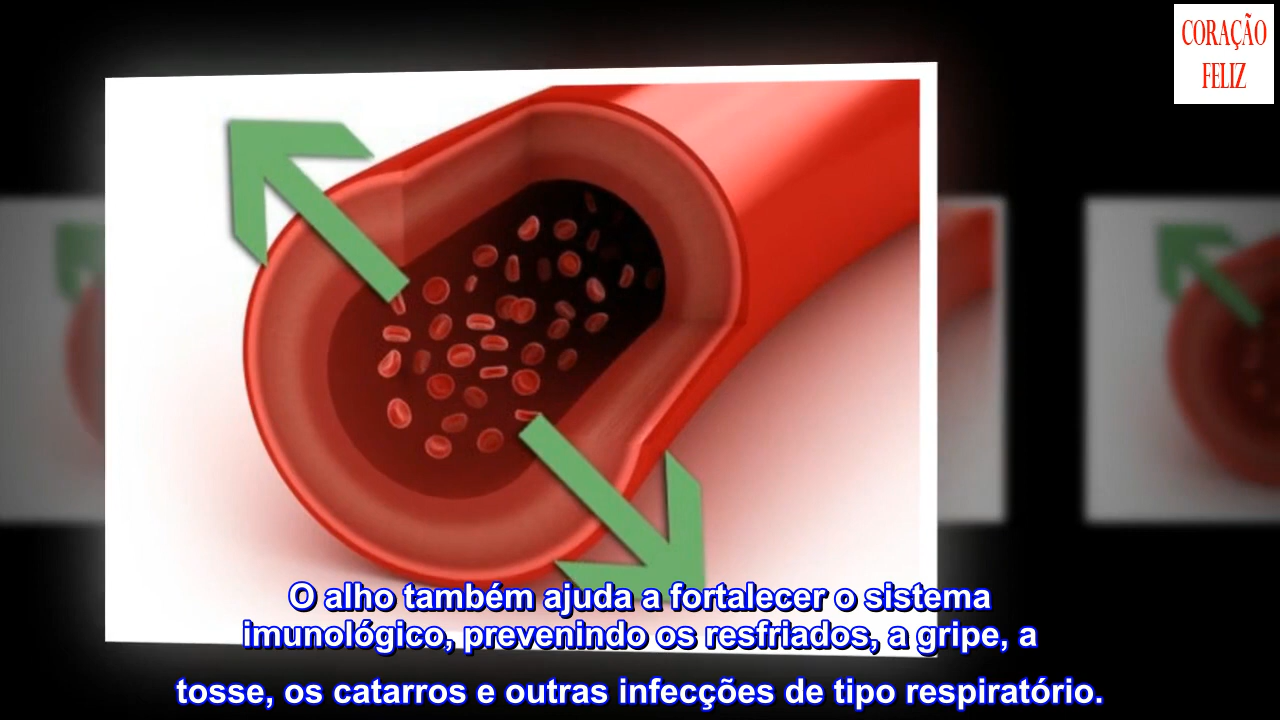 CORAÇÃO
FELIZ
O alho também ajuda a fortalecer o sistema
imunológico, prevenindo os resfriados, a gripe, a
tosse, os catarros e outras infecções de tipo respiratório.